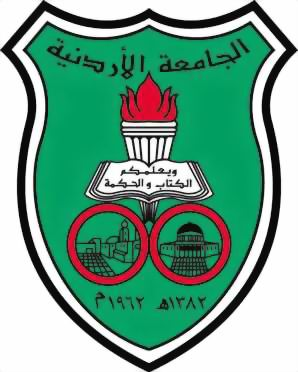 الجامعة الأردنية
ويعلمكم
الكتاب والحكمة
١٣٨٢هـ ١٩٦٢م